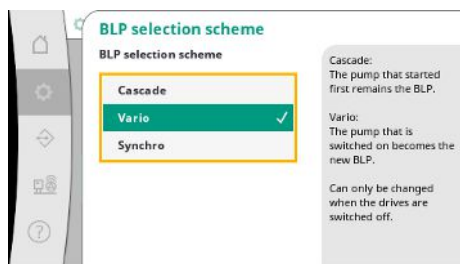 BLP selection scheme
BLP selection scheme
Cascade
Vario
Synchro
Cascade:
The pump that started
first remains the BLP.
Vario:
The pump that is
switched on becomes the
new BLP.
Can only be changed
when the drives are
switched off.